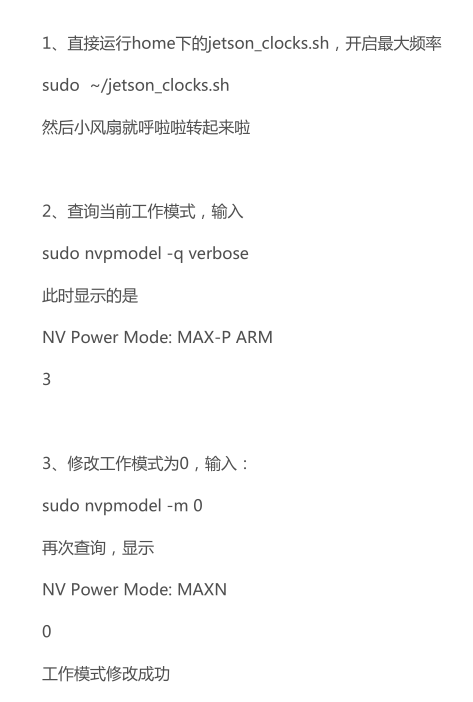 1、直接运行home下的jetson_clocks.sh，开启最大频率
sudo  ~/jetson_clocks.sh
然后小风扇就呼啦啦转起来啦
2、查询当前工作模式，输入
sudo nvpmodel -q verbose
此时显示的是
NV Power Mode: MAX-P ARM
3
3、修改工作模式为0，输入：
sudo nvpmodel -m 0
再次查询，显示
NV Power Mode: MAXN
0
工作模式修改成功